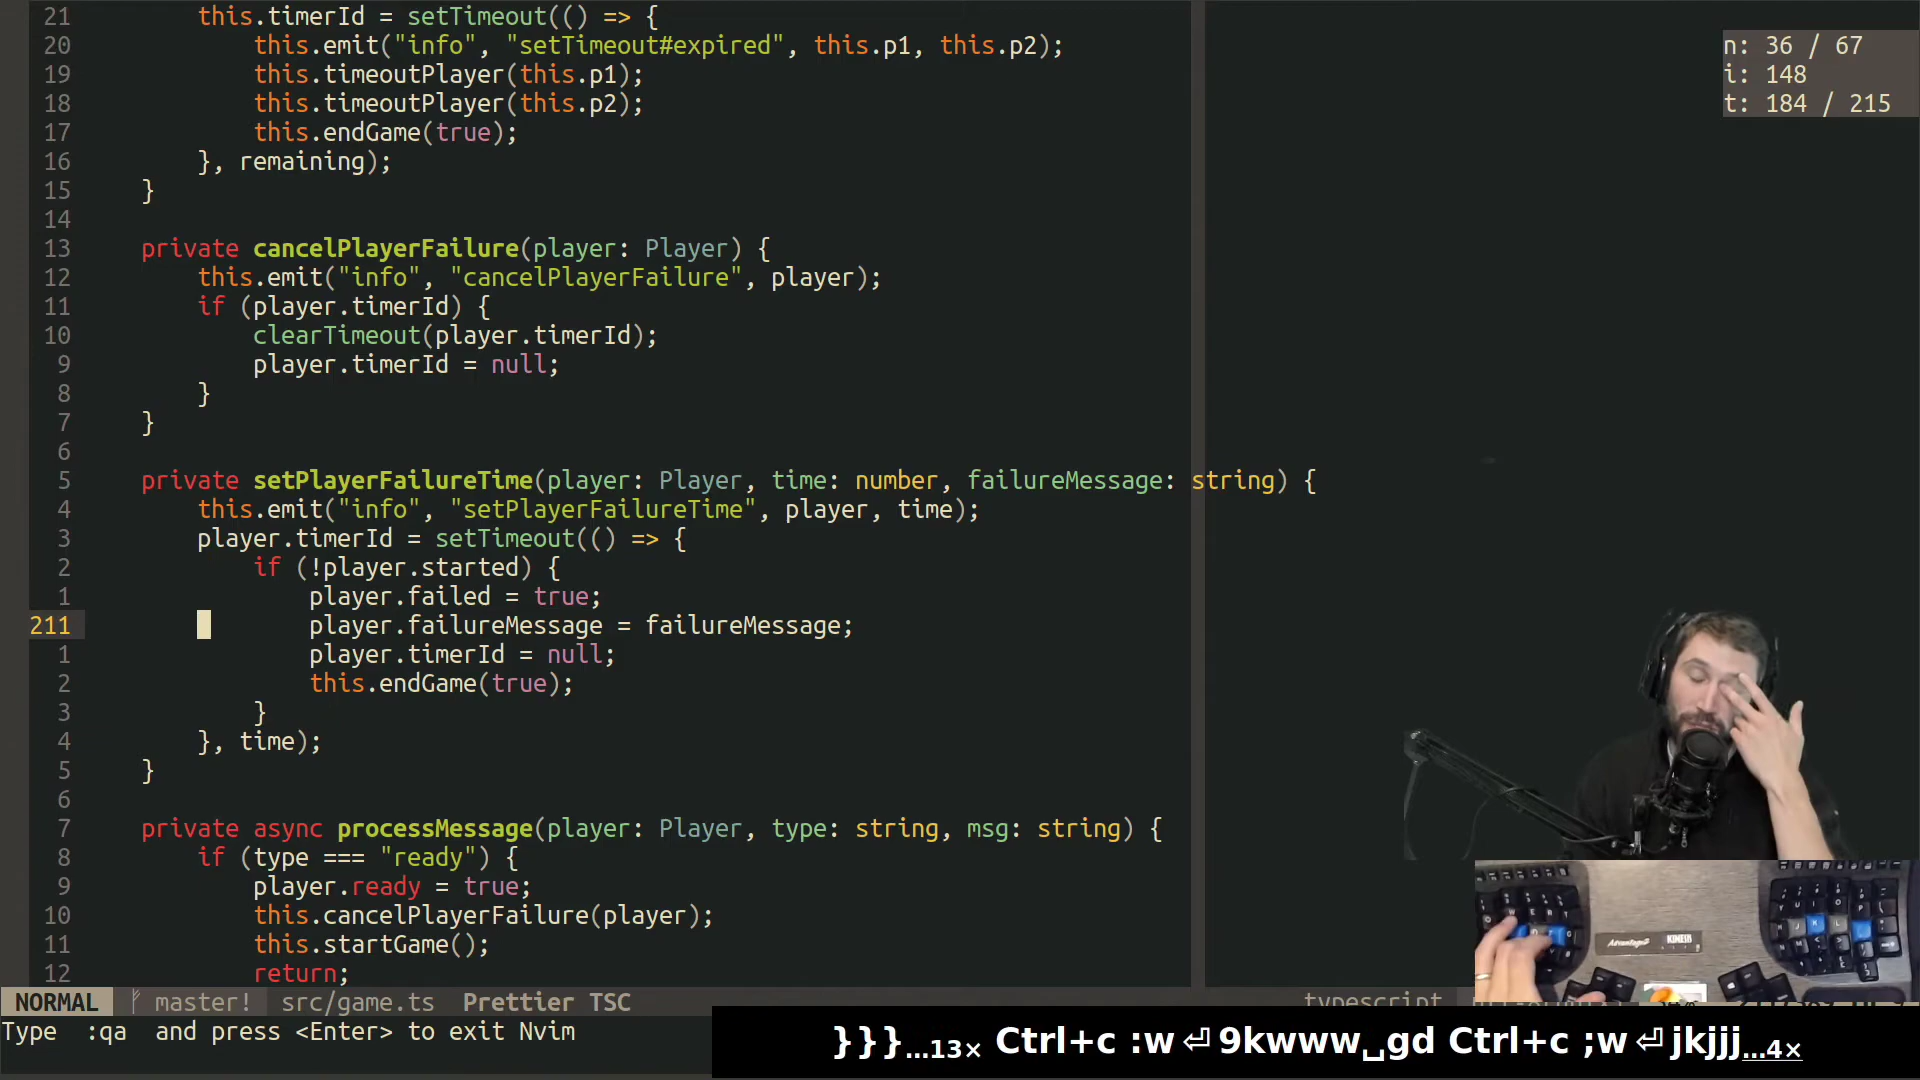 21 this.timerId = setTimeout(() => {
20 this.emit("info", "setTimeout#expired", this.p1, this.p2);
19 this.timeoutPlayer(this.p1);
18 this.timeoutPlayer(this.p2);
17 this.endGame(true);
16 }, remaining);
15 }
14
13 private cancelPlayerFailure(player: Player) {
12 this.emit("info", "cancelPlayerFailure", player);
11 if (player.timerId) {
10 clearTimeout(player.timerId);
9 player.timerId = null;
8 }
7 }
6
5 private setPlayerFailureTime(player: Player, time: number, failureMessage: string) {
4 this.emit("info", "setPlayerFailureTime", player, time);
3 player.timerId = setTimeout(() => {
2 if (!player.started) {
1 player.failed = true;
211 player.failureMessage = failureMessage;
1 player.timerId = null;
2 this.endGame(true);
3 }
4 }, time);
5 }
6
7 private async processMessage(player: Player, type: string, msg: string) {
8 if (type === "ready") {
9 player.ready = true;
10 this.cancelPlayerFailure(player);
11 this.startGame();
12 return;
n: 36 / 67
i: 148
t: 184 / 215
NORMAL master! src/game.ts Prettier TSC typescript
Type :qa and press <Enter> to exit Nvim
}}}…13× Ctrl+c :w⏎9kwww␣gd Ctrl+c ;w⏎jkjjj…4×